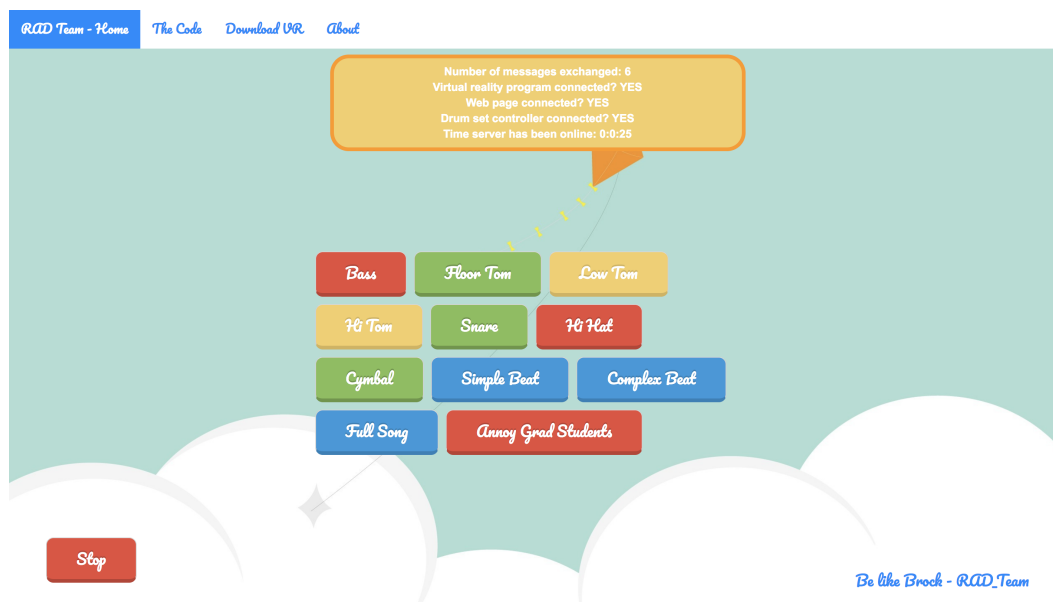 RAD Team - Home The Code Download VR About
Number of messages exchanged: 6
Virtual reality program connected? YES
Web page connected? YES
Drum set controller connected? YES
Time server has been online: 0:0:25
Bass Floor Tom Low Tom
Hi Tom Snare Hi Hat
Cymbal Simple Beat Complex Beat
Full Song Annoy Grad Students
Stop
Be like Brock - RAD_Team